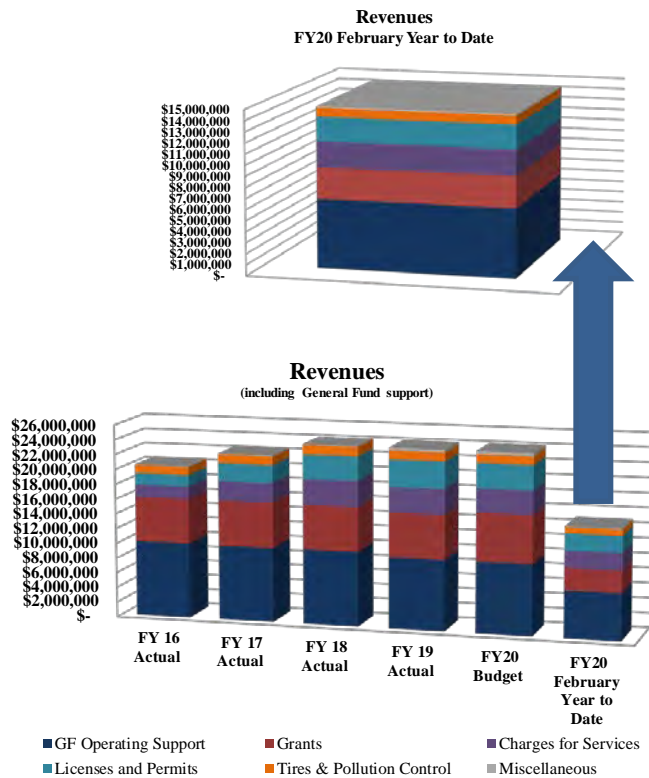 Revenues
FY20 February Year to Date
$15,000,000
$14,000,000
$13,000,000
$12,000,000
$11,000,000
$10,000,000
$9,000,000
$8,000,000
$7,000,000
$6,000,000
$5,000,000
$4,000,000
$3,000,000
$2,000,000
$1,000,000
$-
Revenues
(including General Fund support)
$26,000,000
$24,000,000
$22,000,000
$20,000,000
$18,000,000
$16,000,000
$14,000,000
$12,000,000
$10,000,000
$8,000,000
$6,000,000
$4,000,000
$2,000,000
$-
FY 16
Actual
FY 17
Actual
FY 18
Actual
FY 19
Actual
FY20
Budget
FY20
February
Year to
Date
GF Operating Support
Grants
Charges for Services
Licenses and Permits
Tires & Pollution Control
Miscellaneous